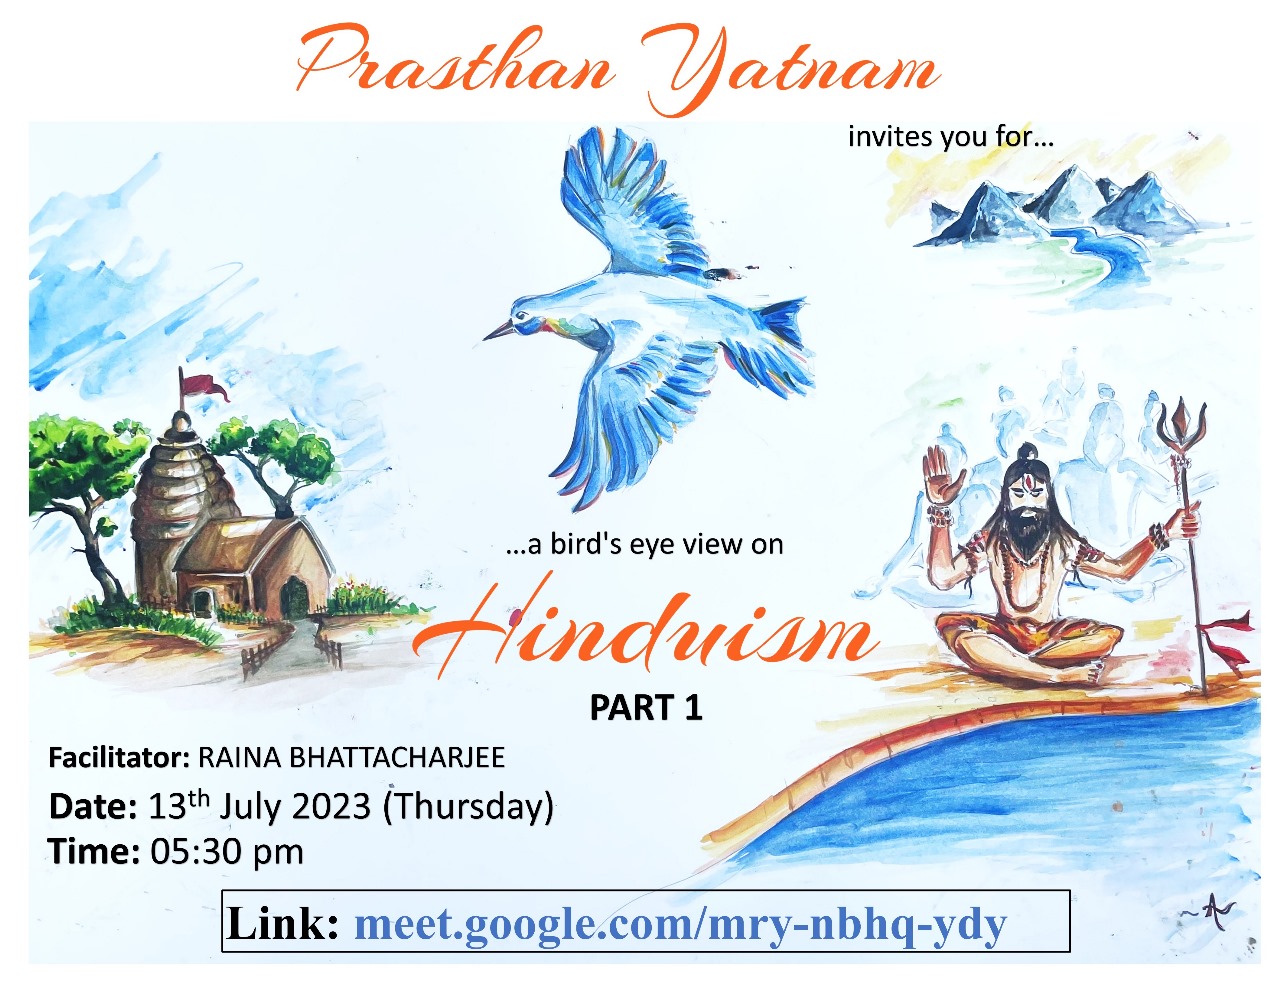 Prasthan Yatnam
invites you for...
...a bird's eye view on
Hinduism
PART 1
Facilitator: RAINA BHATTACHARJEE
Date: 13th July 2023 (Thursday)
Time: 05:30 pm
Link: meet.google.com/mry-nbhq-ydy